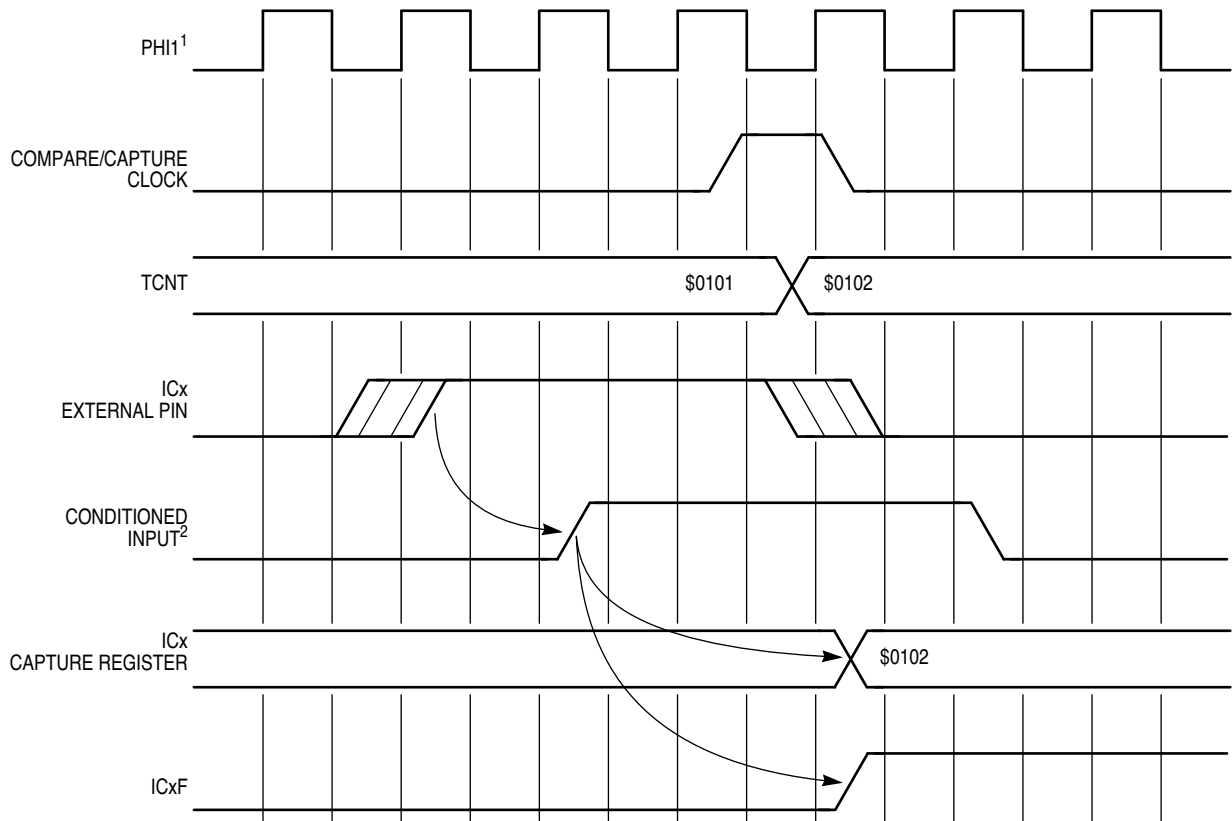 PHI1¹
COMPARE/CAPTURE
CLOCK
TCNT
$0101
$0102
ICx
EXTERNAL PIN
CONDITIONED
INPUT²
ICx
CAPTURE REGISTER
$0102
ICxF